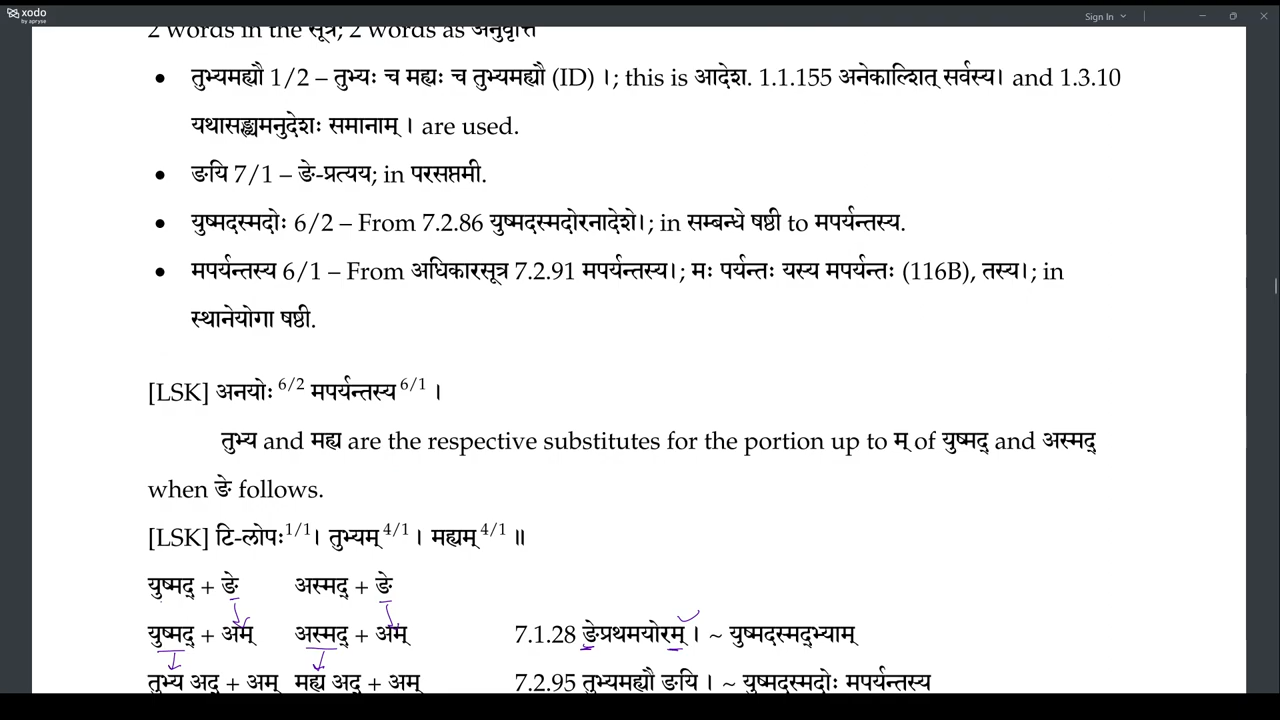 xodo
by apryse
Sign In
2 words in the सूत्र; 2 words as अनुवृत्ति
• तुभ्यमह्यौ 1/2 – तुभ्यः च मह्यः च तुभ्यमह्यौ (ID) ।; this is आदेश. 1.1.155 अनेकाल्शित् सर्वस्य। and 1.3.10
यथासङ्ख्यमनुदेशः समानाम् । are used.
• ङयि 7/1 – ङे-प्रत्यय; in परसप्तमी.
• युष्मदस्मदोः 6/2 – From 7.2.86 युष्मदस्मदोरनादेशे।; in सम्बन्धे षष्ठी to मपर्यन्तस्य.
• मपर्यन्तस्य 6/1 – From अधिकारसूत्र 7.2.91 मपर्यन्तस्य।; मः पर्यन्तः यस्य मपर्यन्तः (116B), तस्य।; in
स्थानेयोगा षष्ठी.
[LSK] अनयोः 6/2 मपर्यन्तस्य 6/1 ।
तुभ्य and मह्य are the respective substitutes for the portion up to म् of युष्मद् and अस्मद्
when ङे follows.
[LSK] टि-लोपः 1/1। तुभ्यम् 4/1 । मह्यम् 4/1 ॥
युष्मद् + ङे अस्मद् + ङे
युष्मद् + अम् अस्मद् + अम् 7.1.28 ङेप्रथमयोरम् । ~ युष्मदस्मद्भ्याम्
तुभ्य अद् + अम् मह्य अद् + अम् 7.2.95 तुभ्यमह्यौ ङयि । ~ युष्मदस्मदोः मपर्यन्तस्य